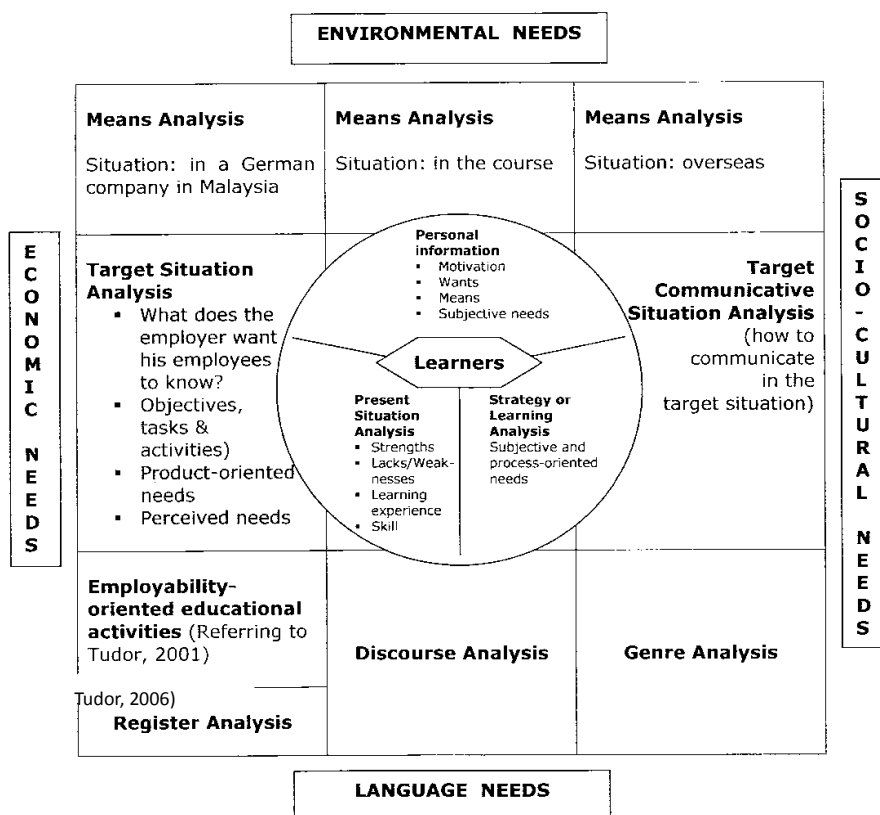 ENVIRONMENTAL NEEDS
Means Analysis
Situation: in a German
company in Malaysia
Means Analysis
Situation: in the course
Means Analysis
Situation: overseas
ECONOMIC NEEDS
Target Situation
Analysis
▪ What does the
employer want
his employees
to know?
▪ Objectives,
tasks &
activities)
▪ Product-oriented
needs
▪ Perceived needs
Personal
information
▪ Motivation
▪ Wants
▪ Means
▪ Subjective needs
Learners
Present
Situation
Analysis
▪ Strengths
▪ Lacks/Weak-
nesses
▪ Learning
experience
▪ Skill
Strategy or
Learning
Analysis
Subjective and
process-oriented
needs
Target
Communicative
Situation Analysis
(how to
communicate
in the
target situation)
SOCIO-CULTURAL NEEDS
Employability-
oriented educational
activities (Referring to
Tudor, 2001)
Tudor, 2006)
Register Analysis
Discourse Analysis
Genre Analysis
LANGUAGE NEEDS